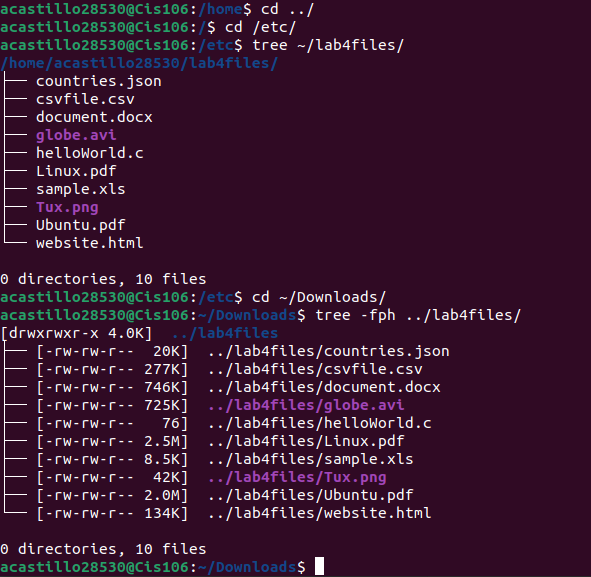 acastillo28530@Cis106:/home$ cd ../
acastillo28530@Cis106:/$ cd /etc/
acastillo28530@Cis106:/etc$ tree ~/lab4files/
/home/acastillo28530/lab4files/
├── countries.json
├── csvfile.csv
├── document.docx
├── globe.avi
├── helloWorld.c
├── Linux.pdf
├── sample.xls
├── Tux.png
├── Ubuntu.pdf
└── website.html
0 directories, 10 files
acastillo28530@Cis106:/etc$ cd ~/Downloads/
acastillo28530@Cis106:~/Downloads$ tree -fph ../lab4files/
[drwxrwxr-x 4.0K]  ../lab4files
├── [-rw-rw-r--  20K]  ../lab4files/countries.json
├── [-rw-rw-r-- 277K]  ../lab4files/csvfile.csv
├── [-rw-rw-r-- 746K]  ../lab4files/document.docx
├── [-rw-rw-r-- 725K]  ../lab4files/globe.avi
├── [-rw-rw-r--   76]  ../lab4files/helloWorld.c
├── [-rw-rw-r-- 2.5M]  ../lab4files/Linux.pdf
├── [-rw-rw-r-- 8.5K]  ../lab4files/sample.xls
├── [-rw-rw-r--  42K]  ../lab4files/Tux.png
├── [-rw-rw-r-- 2.0M]  ../lab4files/Ubuntu.pdf
└── [-rw-rw-r-- 134K]  ../lab4files/website.html
0 directories, 10 files
acastillo28530@Cis106:~/Downloads$